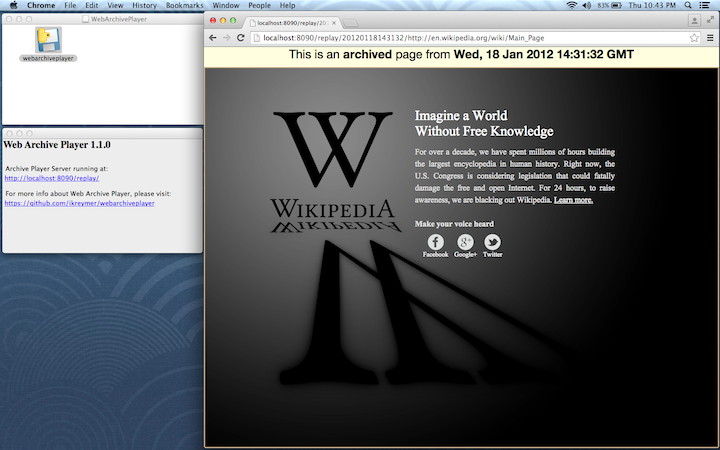 Chrome File Edit View History Bookmarks Window People Help 83% Thu 10:43 PM
WebArchivePlayer
webarchiveplayer
Web Archive Player 1.1.0
Archive Player Server running at:
http://localhost:8090/replay/
For more info about Web Archive Player, please visit:
https://github.com/ikreymer/webarchiveplayer
localhost:8090/replay/20
localhost:8090/replay/20120118143132/http://en.wikipedia.org/wiki/Main_Page
This is an archived page from Wed, 18 Jan 2012 14:31:32 GMT
W
WIKIPEDIA
Imagine a World
Without Free Knowledge
For over a decade, we have spent millions of hours building
the largest encyclopedia in human history. Right now, the
U.S. Congress is considering legislation that could fatally
damage the free and open Internet. For 24 hours, to raise
awareness, we are blacking out Wikipedia. Learn more.
Make your voice heard
Facebook Google+ Twitter